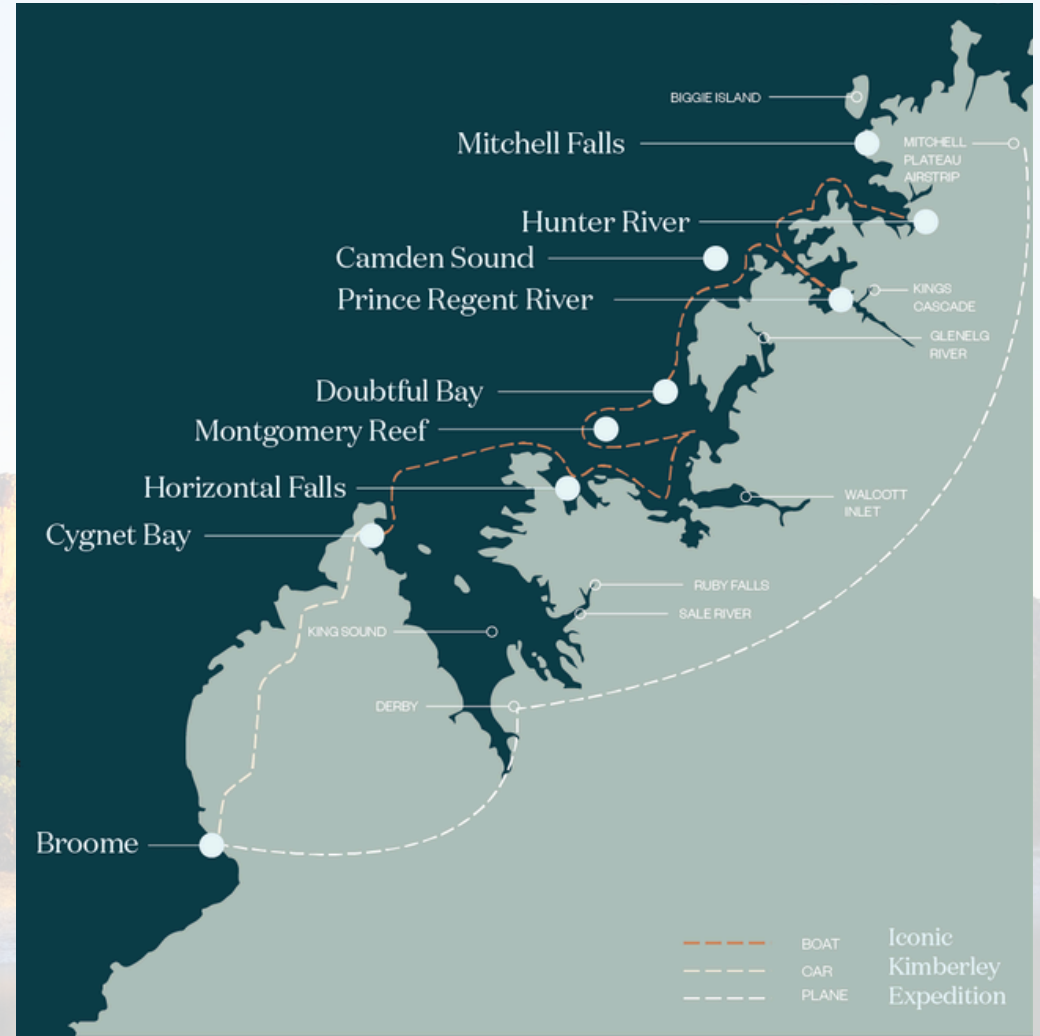 BIGGIE ISLAND
Mitchell Falls
MITCHELL
PLATEAU
AIRSTRIP
Hunter River
Camden Sound
Prince Regent River
KINGS
CASCADE
GLENELG
RIVER
Doubtful Bay
Montgomery Reef
Horizontal Falls
WALCOTT
INLET
Cygnet Bay
RUBY FALLS
SALE RIVER
KING SOUND
DERBY
Broome
BOAT
CAR
PLANE
Iconic
Kimberley
Expedition